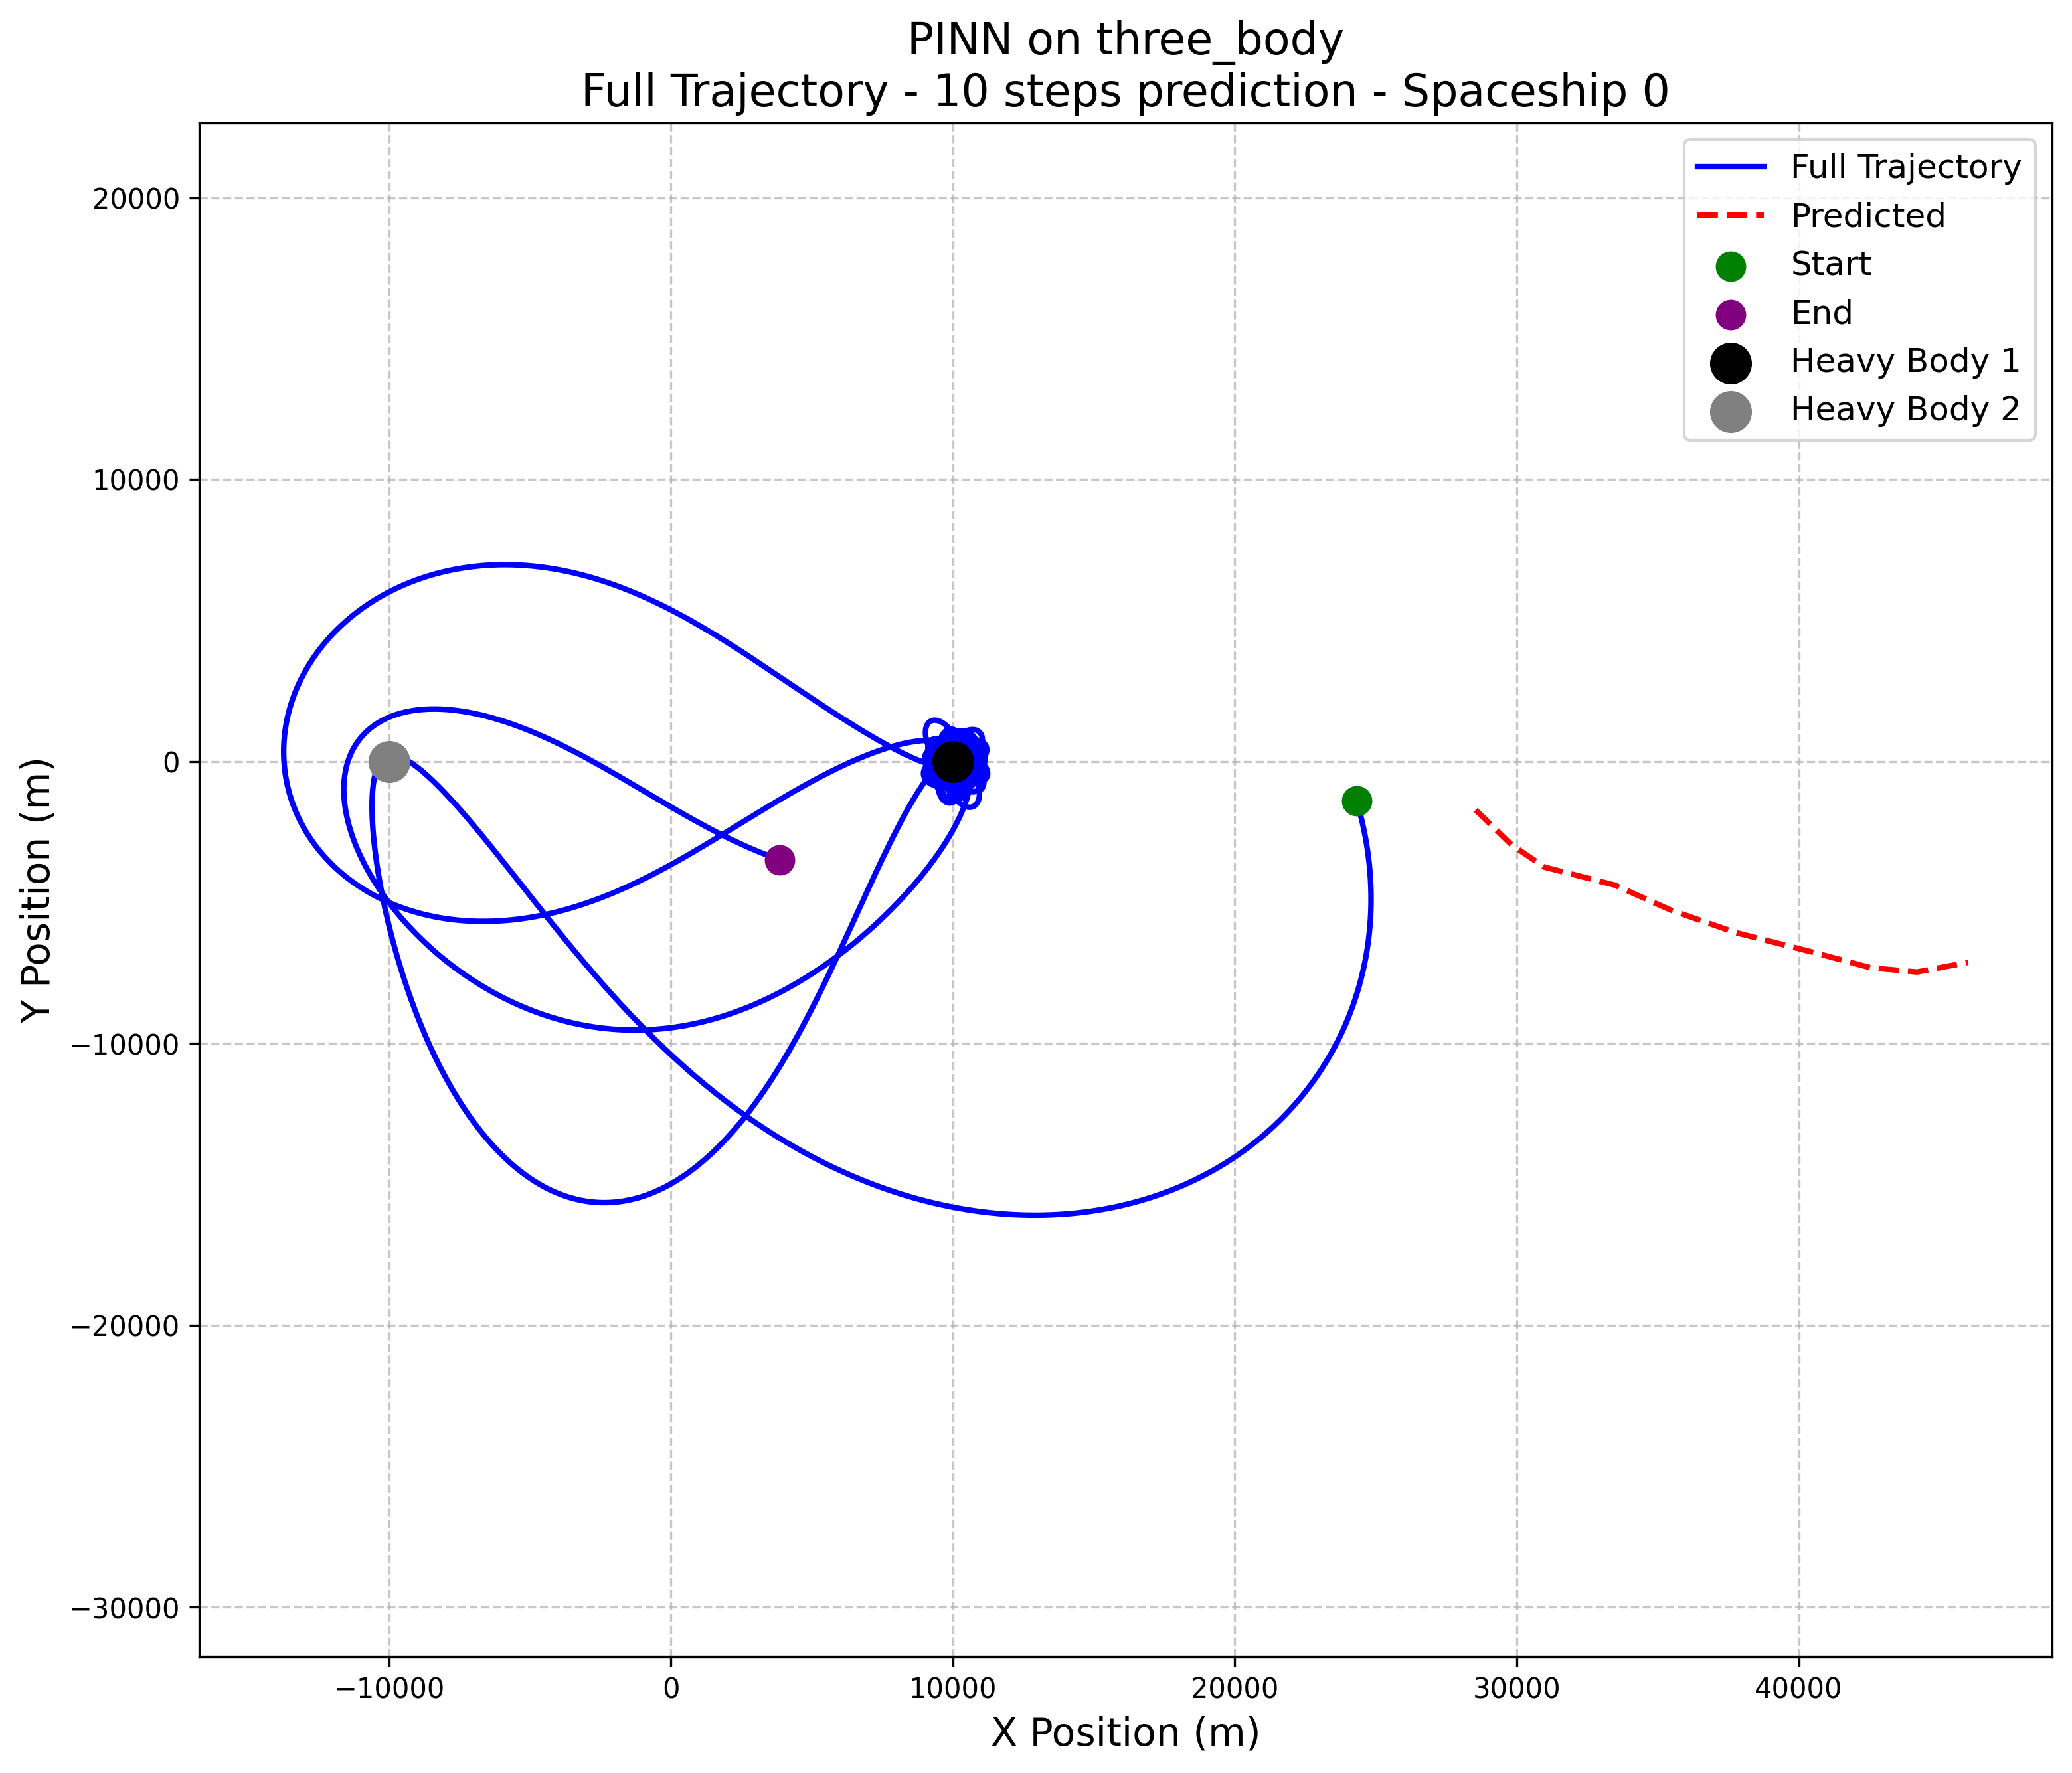 PINN on three_body
Full Trajectory - 10 steps prediction - Spaceship 0
Full Trajectory
Predicted
Start
End
Heavy Body 1
Heavy Body 2
Y Position (m)
20000
10000
0
−10000
−20000
−30000
−10000
0
10000
20000
30000
40000
X Position (m)